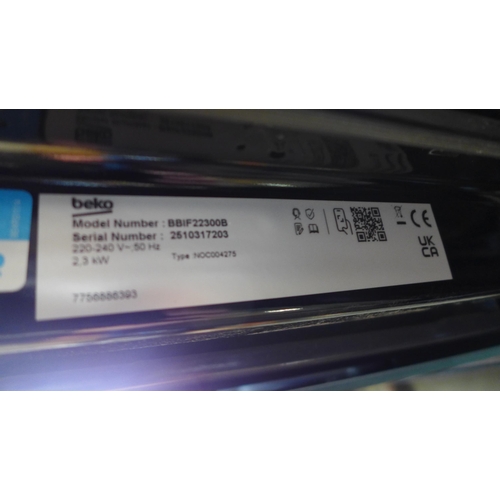 beko
Model Number : BBIF22300B
Serial Number : 2510317203
220-240 V~;50 Hz
2,3 kW Type :NOC004275
7756886393
CE
UK
CA